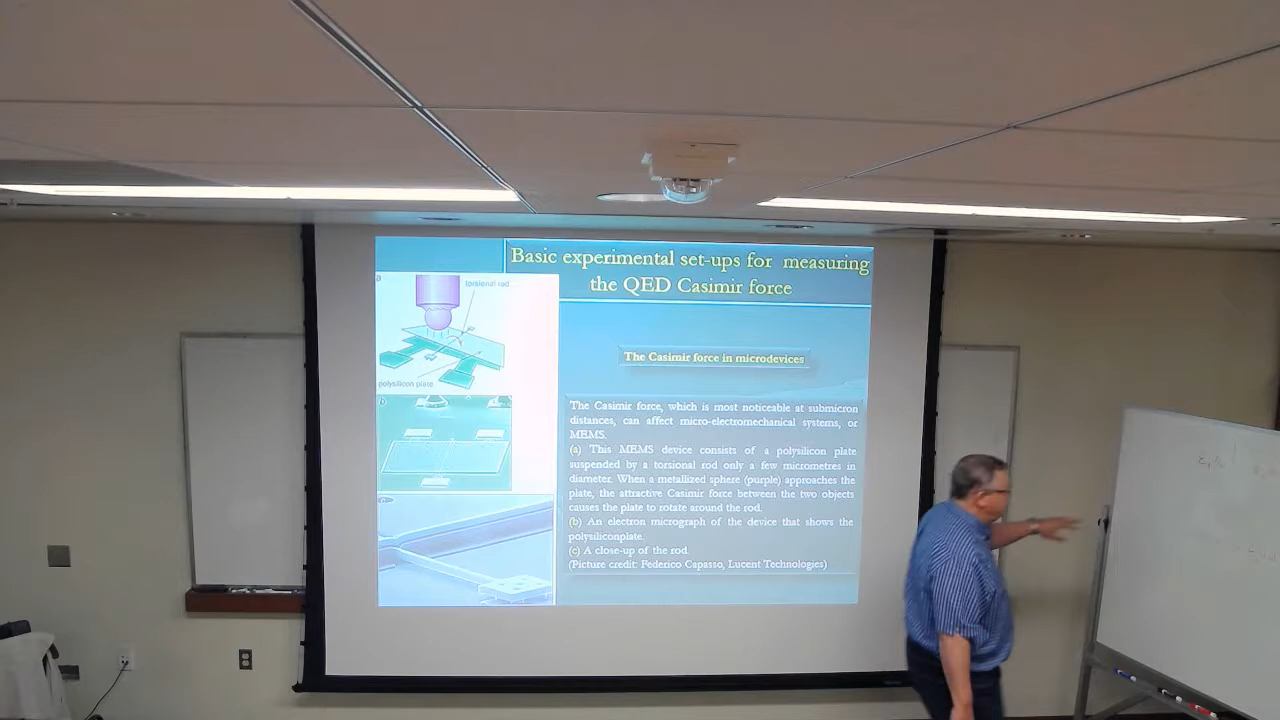 Basic experimental set-ups for measuring
the QED Casimir force
a
torsional rod
polysilicon plate
b
c
The Casimir force in microdevices
The Casimir force, which is most noticeable at submicron
distances, can affect micro-electromechanical systems, or
MEMS.
(a) This MEMS device consists of a polysilicon plate
suspended by a torsional rod only a few micrometres in
diameter. When a metallized sphere (purple) approaches the
plate, the attractive Casimir force between the two objects
causes the plate to rotate around the rod.
(b) An electron micrograph of the device that shows the
polysiliconplate.
(c) A close-up of the rod.
(Picture credit: Federico Capasso, Lucent Technologies)